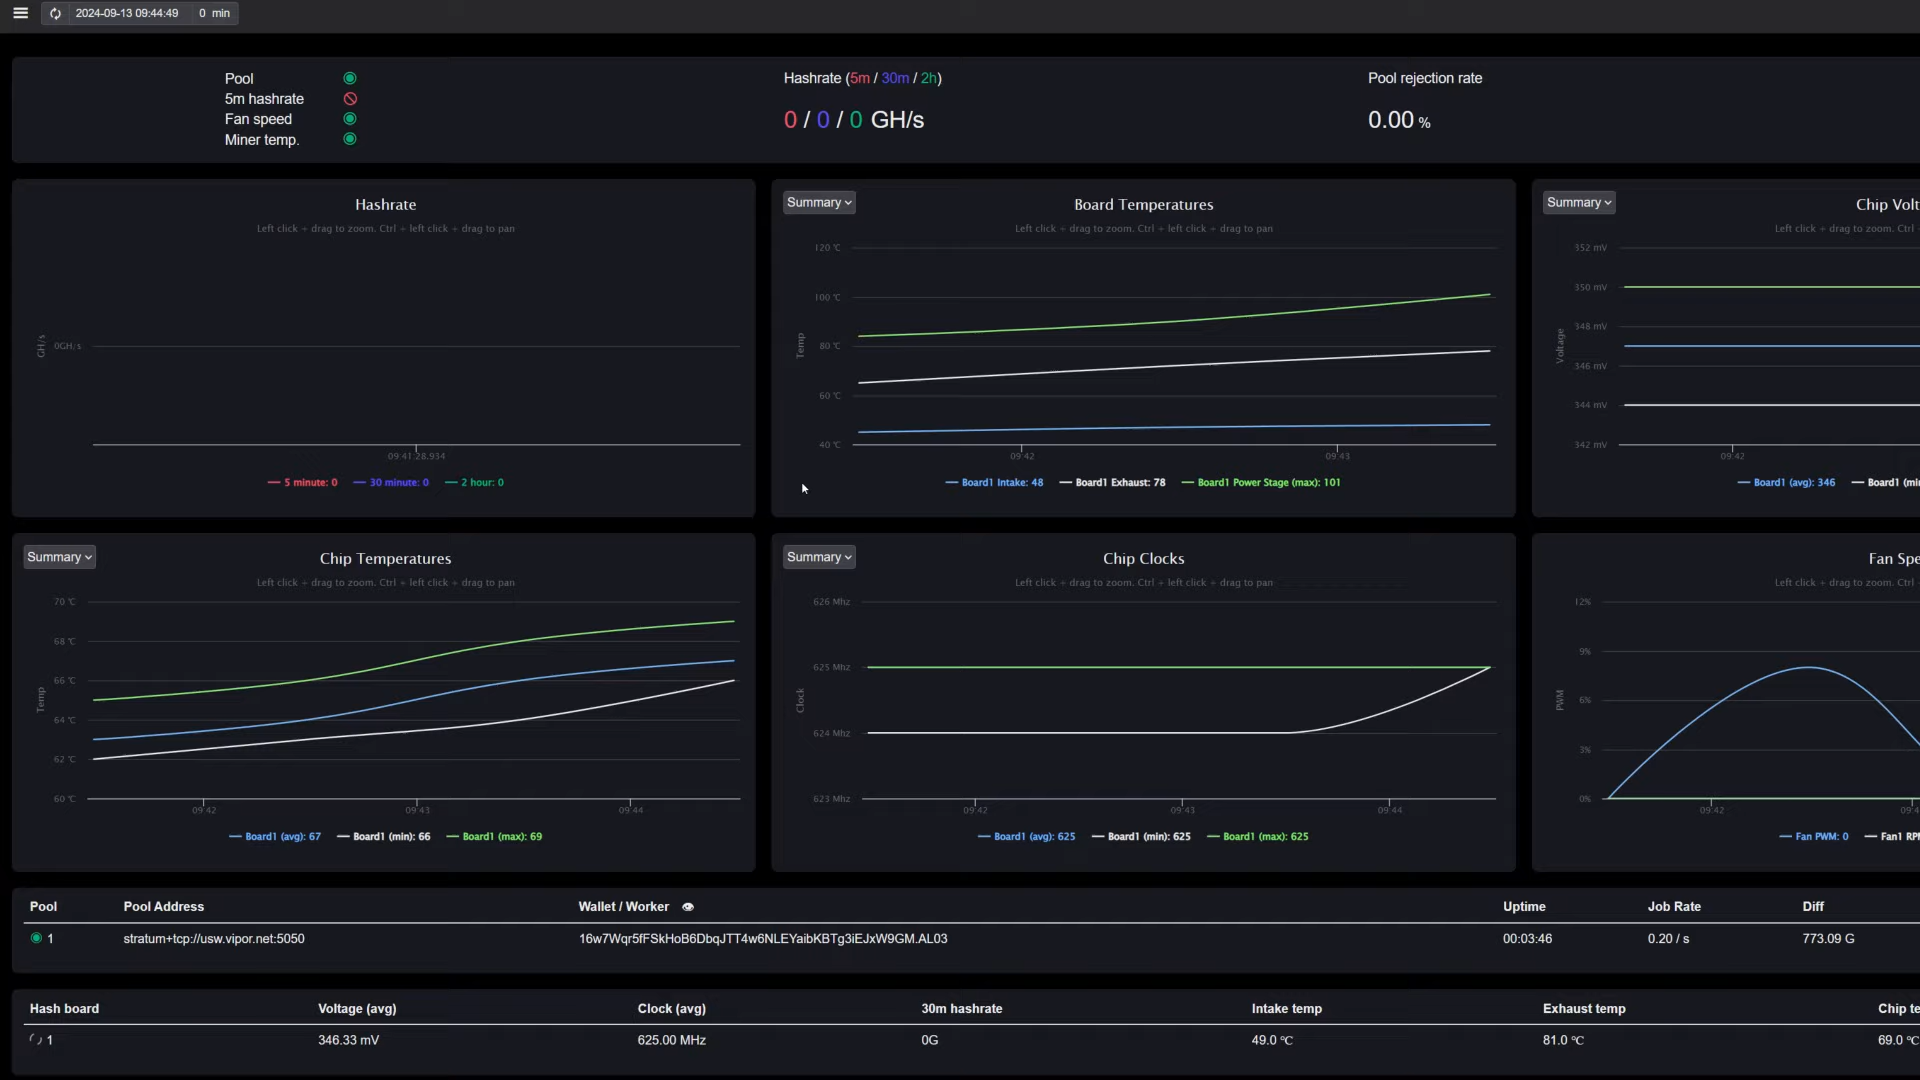 2024-09-13 09:44:49 0 min
Pool
5m hashrate
Fan speed
Miner temp.
Hashrate (5m / 30m / 2h)
0 / 0 / 0 GH/s
Pool rejection rate
0.00 %
Hashrate
Left click + drag to zoom. Ctrl + left click + drag to pan
GH/s
0GH/s
09:41:28.934
5 minute: 0 30 minute: 0 2 hour: 0
Summary
Board Temperatures
Left click + drag to zoom. Ctrl + left click + drag to pan
Temp
120 ℃
100 ℃
80 ℃
60 ℃
40 ℃
09:42 09:43
Board1 Intake: 48 Board1 Exhaust: 78 Board1 Power Stage (max): 101
Summary
Chip Volt
Left click + drag to zoom. Ctrl +
Voltage
352 mV
350 mV
348 mV
346 mV
344 mV
342 mV
09:42
Board1 (avg): 346 Board1 (min
Summary
Chip Temperatures
Left click + drag to zoom. Ctrl + left click + drag to pan
Temp
70 ℃
68 ℃
66 ℃
64 ℃
62 ℃
60 ℃
09:42 09:43 09:44
Board1 (avg): 67 Board1 (min): 66 Board1 (max): 69
Summary
Chip Clocks
Left click + drag to zoom. Ctrl + left click + drag to pan
Clock
626 Mhz
625 Mhz
624 Mhz
623 Mhz
09:42 09:43 09:44
Board1 (avg): 625 Board1 (min): 625 Board1 (max): 625
Fan Spe
Left click + drag to zoom. Ctrl +
PWM
12%
9%
6%
3%
0%
09:42 09:4
Fan PWM: 0 Fan1 RPM
Pool Pool Address Wallet / Worker Uptime Job Rate Diff
1 stratum+tcp://usw.vipor.net:5050 16w7Wqr5fFSkHoB6DbqJTT4w6NLEYaibKBTg3iEJxW9GM.AL03 00:03:46 0.20 / s 773.09 G
Hash board Voltage (avg) Clock (avg) 30m hashrate Intake temp Exhaust temp Chip te
1 346.33 mV 625.00 MHz 0G 49.0 ℃ 81.0 ℃ 69.0 ℃